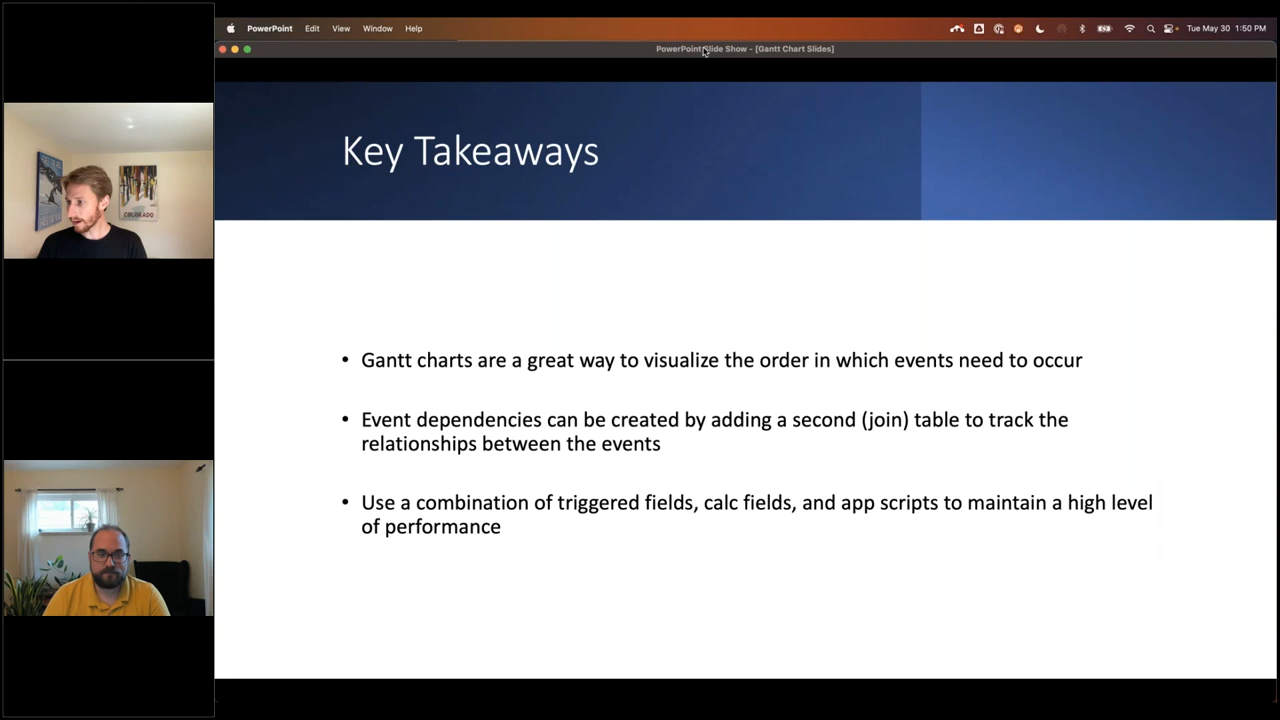 PowerPoint Edit View Window Help
Tue May 30 1:50 PM
PowerPoint Slide Show - [Gantt Chart Slides]
COLORADO
Key Takeaways
• Gantt charts are a great way to visualize the order in which events need to occur
• Event dependencies can be created by adding a second (join) table to track the
relationships between the events
• Use a combination of triggered fields, calc fields, and app scripts to maintain a high level
of performance